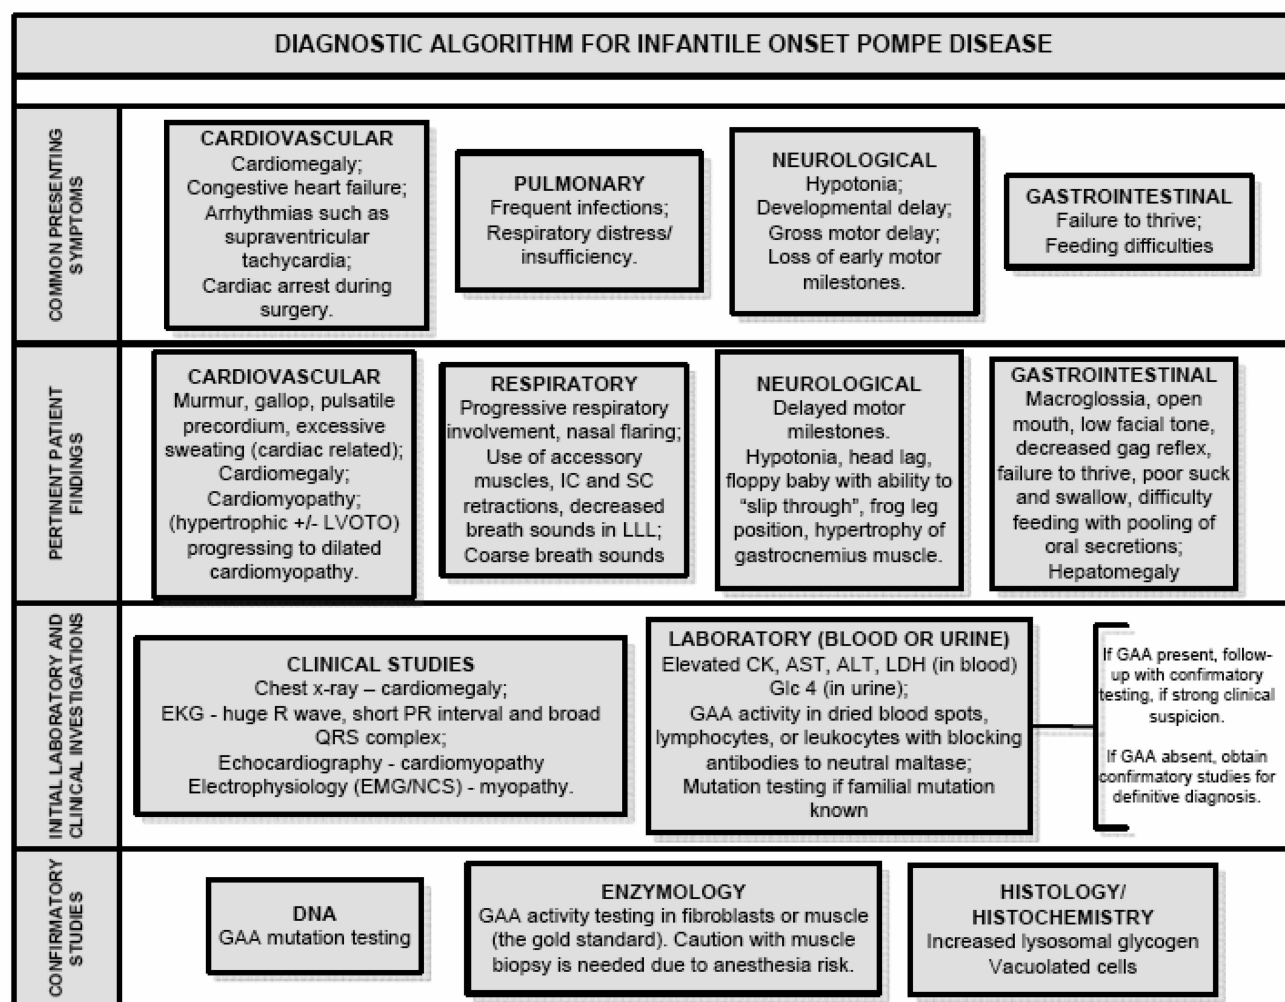 DIAGNOSTIC ALGORITHM FOR INFANTILE ONSET POMPE DISEASE
COMMON PRESENTING
SYMPTOMS
CARDIOVASCULAR
Cardiomegaly;
Congestive heart failure;
Arrhythmias such as
supraventricular
tachycardia;
Cardiac arrest during
surgery.
PULMONARY
Frequent infections;
Respiratory distress/
insufficiency.
NEUROLOGICAL
Hypotonia;
Developmental delay;
Gross motor delay;
Loss of early motor
milestones.
GASTROINTESTINAL
Failure to thrive;
Feeding difficulties
PERTINENT PATIENT
FINDINGS
CARDIOVASCULAR
Murmur, gallop, pulsatile
precordium, excessive
sweating (cardiac related);
Cardiomegaly;
Cardiomyopathy;
(hypertrophic +/- LVOTO)
progressing to dilated
cardiomyopathy.
RESPIRATORY
Progressive respiratory
involvement, nasal flaring;
Use of accessory
muscles, IC and SC
retractions, decreased
breath sounds in LLL;
Coarse breath sounds
NEUROLOGICAL
Delayed motor
milestones.
Hypotonia, head lag,
floppy baby with ability to
“slip through”, frog leg
position, hypertrophy of
gastrocnemius muscle.
GASTROINTESTINAL
Macroglossia, open
mouth, low facial tone,
decreased gag reflex,
failure to thrive, poor suck
and swallow, difficulty
feeding with pooling of
oral secretions;
Hepatomegaly
INITIAL LABORATORY AND
CLINICAL INVESTIGATIONS
CLINICAL STUDIES
Chest x-ray – cardiomegaly;
EKG - huge R wave, short PR interval and broad
QRS complex;
Echocardiography - cardiomyopathy
Electrophysiology (EMG/NCS) - myopathy.
LABORATORY (BLOOD OR URINE)
Elevated CK, AST, ALT, LDH (in blood)
Glc 4 (in urine);
GAA activity in dried blood spots,
lymphocytes, or leukocytes with blocking
antibodies to neutral maltase;
Mutation testing if familial mutation
known
If GAA present, follow-
up with confirmatory
testing, if strong clinical
suspicion.
If GAA absent, obtain
confirmatory studies for
definitive diagnosis.
CONFIRMATORY
STUDIES
DNA
GAA mutation testing
ENZYMOLOGY
GAA activity testing in fibroblasts or muscle
(the gold standard). Caution with muscle
biopsy is needed due to anesthesia risk.
HISTOLOGY/
HISTOCHEMISTRY
Increased lysosomal glycogen
Vacuolated cells